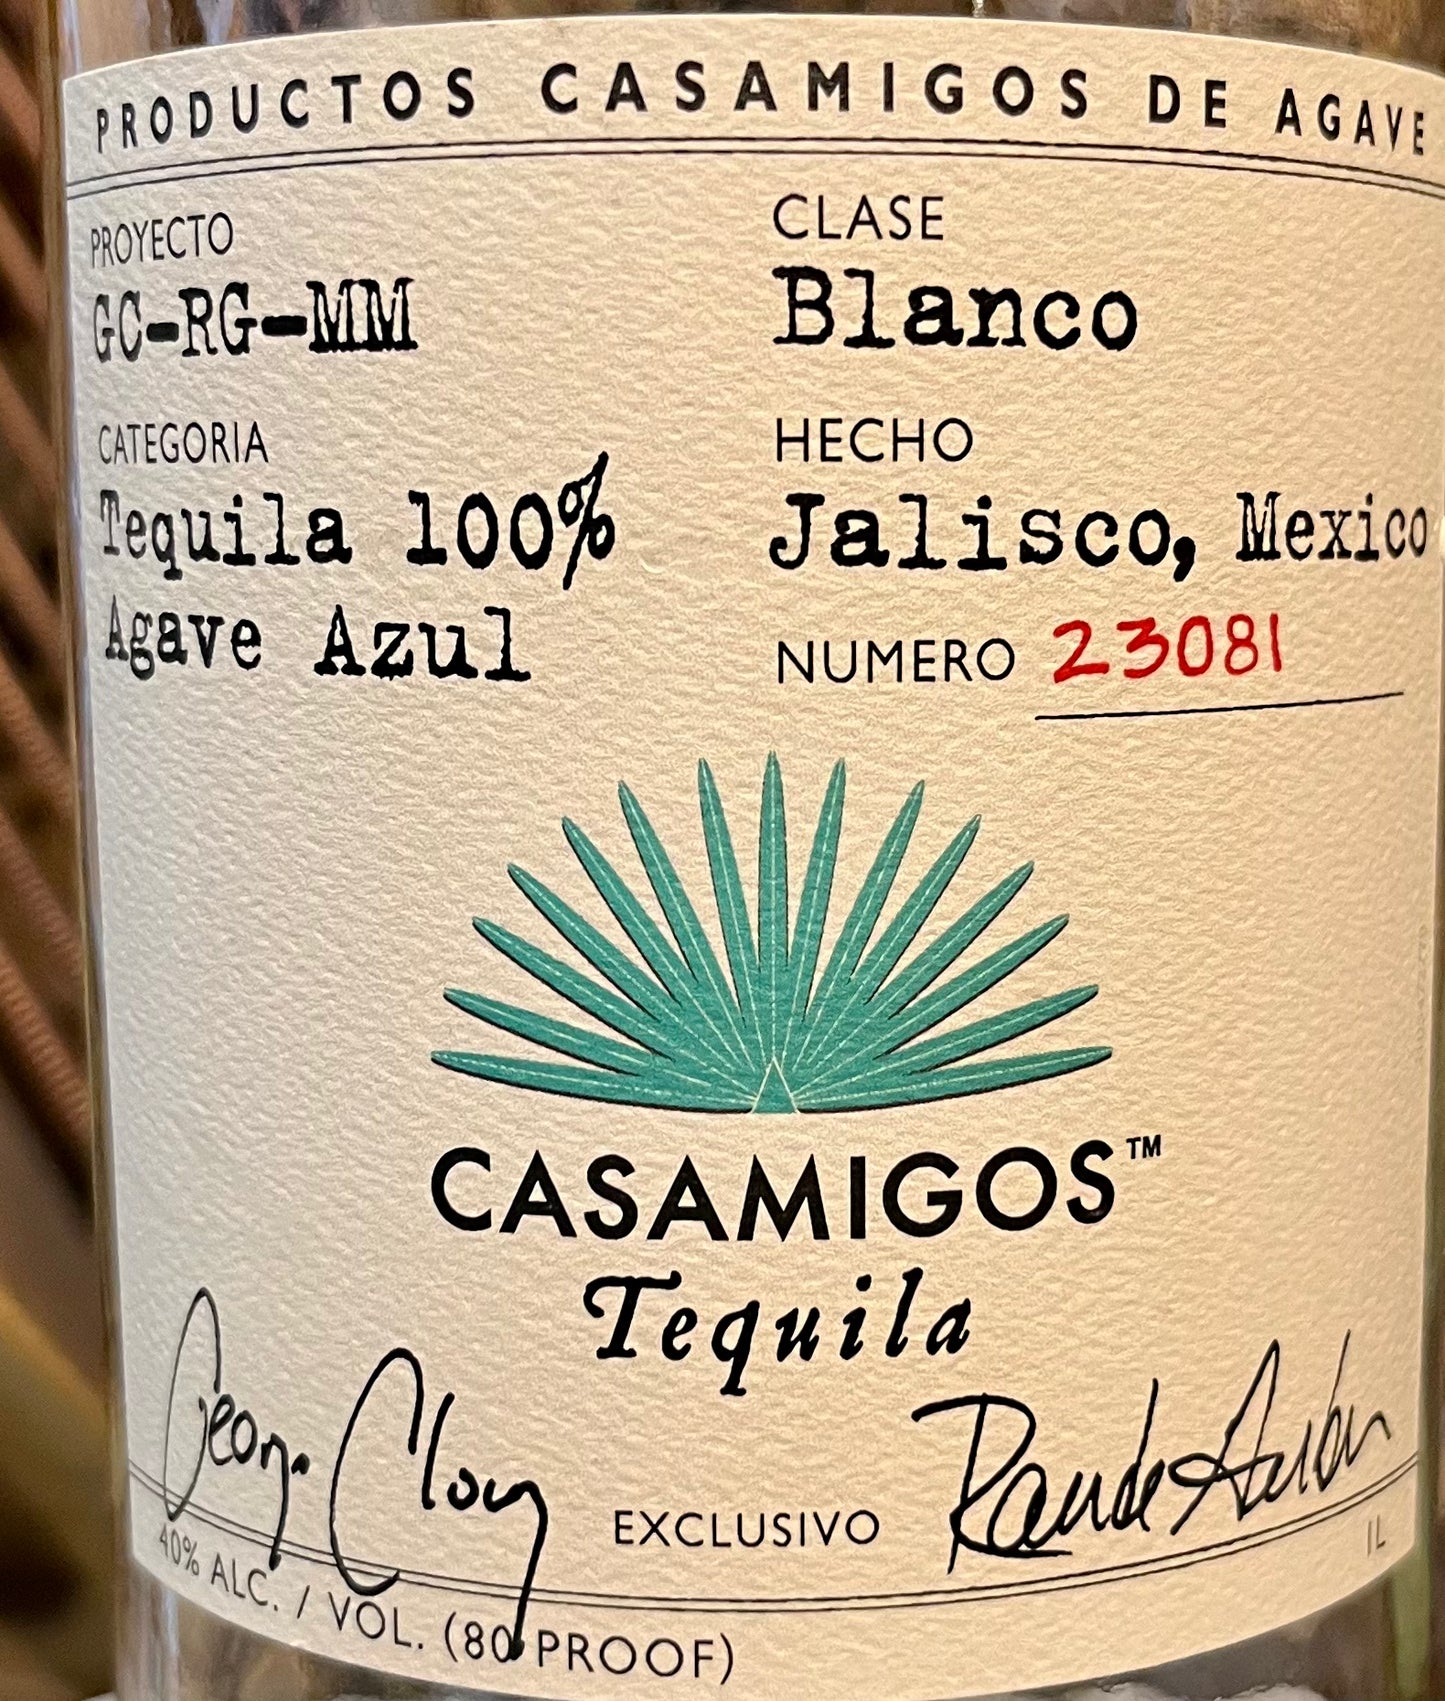 PRODUCTOS CASAMIGOS DE AGAVE
PROYECTO
GC-RG-MM
CLASE
Blanco
CATEGORIA
Tequila 100%
Agave Azul
HECHO
Jalisco, Mexico
NUMERO 23081
CASAMIGOS™
Tequila
EXCLUSIVO
40% ALC. / VOL. (80 PROOF)
1L